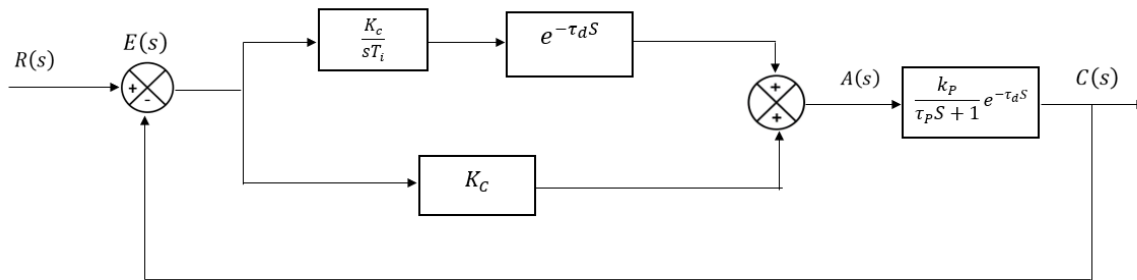 R(s)
E(s)
+
-
K_c
sT_i
e^{-τ_d S}
K_C
+
+
A(s)
k_P
τ_P S + 1
e^{-τ_d S}
C(s)